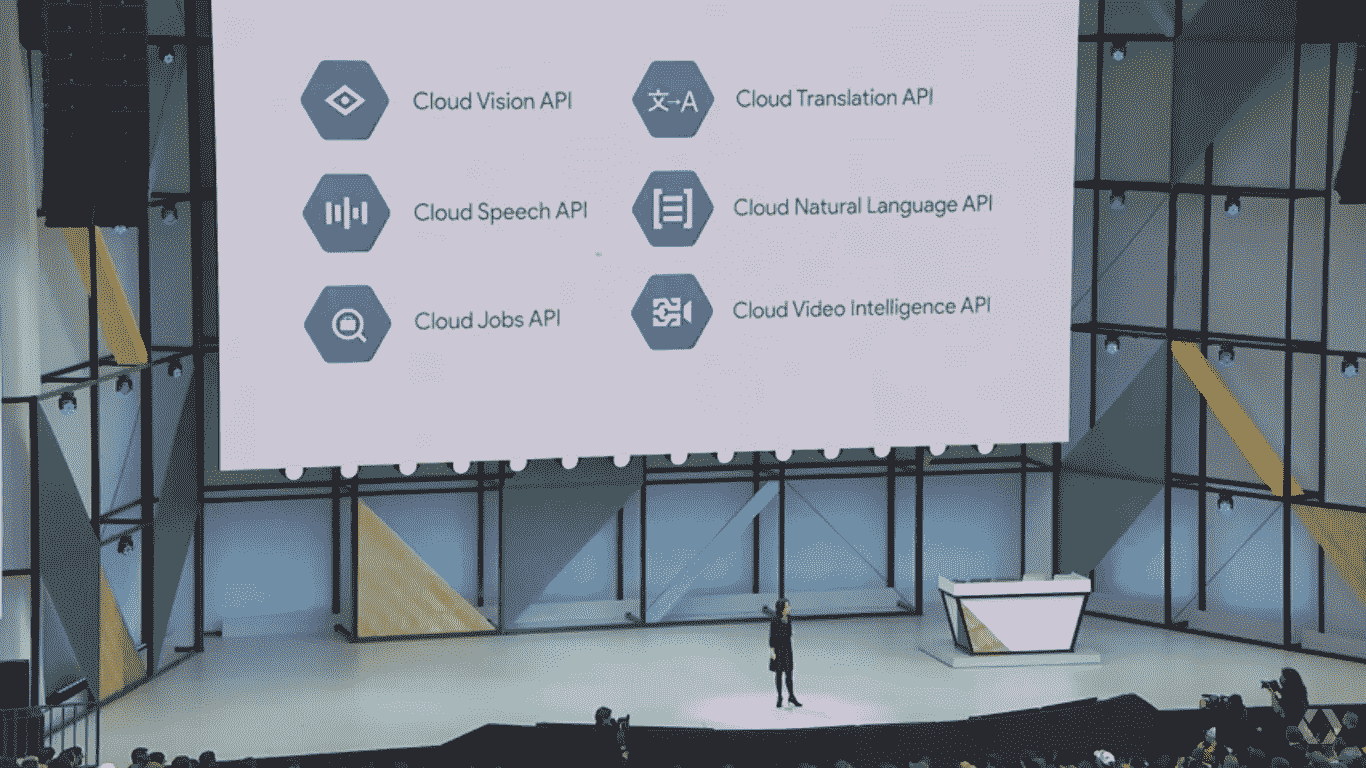 Cloud Vision API
文→A Cloud Translation API
Cloud Speech API
Cloud Natural Language API
Cloud Jobs API
Cloud Video Intelligence API